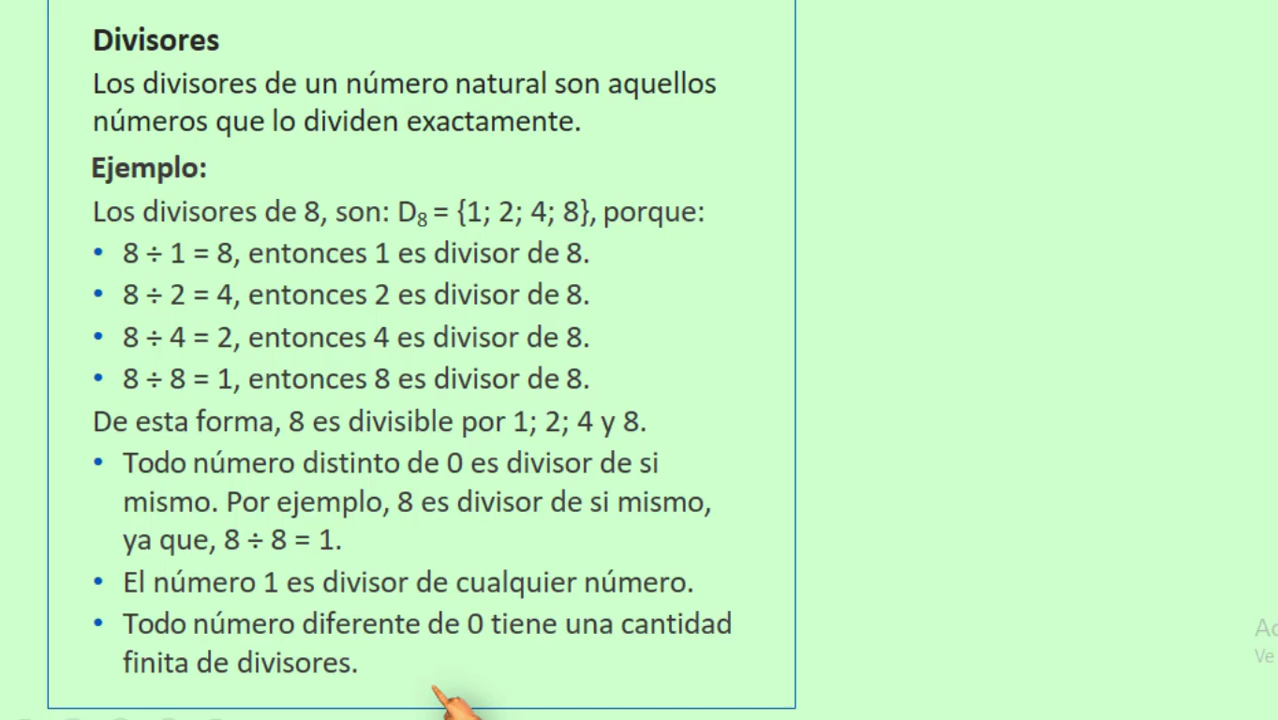 Divisores
Los divisores de un número natural son aquellos
números que lo dividen exactamente.
Ejemplo:
Los divisores de 8, son: D₈ = {1; 2; 4; 8}, porque:
• 8 ÷ 1 = 8, entonces 1 es divisor de 8.
• 8 ÷ 2 = 4, entonces 2 es divisor de 8.
• 8 ÷ 4 = 2, entonces 4 es divisor de 8.
• 8 ÷ 8 = 1, entonces 8 es divisor de 8.
De esta forma, 8 es divisible por 1; 2; 4 y 8.
• Todo número distinto de 0 es divisor de si
mismo. Por ejemplo, 8 es divisor de si mismo,
ya que, 8 ÷ 8 = 1.
• El número 1 es divisor de cualquier número.
• Todo número diferente de 0 tiene una cantidad
finita de divisores.